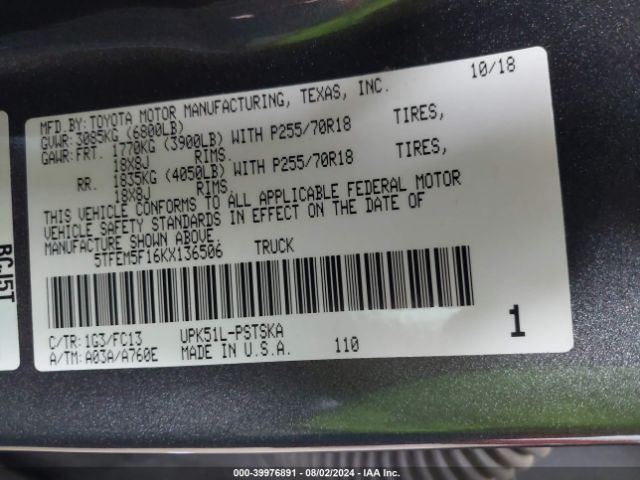 MFD.BY:TOYOTA MOTOR MANUFACTURING, TEXAS, INC. 10/18
GVWR: 3085KG (6800LB)
GAWR:FRT. 1770KG (3900LB) WITH P255/70R18 TIRES,
18X8J RIMS.
RR. 1835KG (4050LB) WITH P255/70R18 TIRES,
18X8J RIMS.
THIS VEHICLE CONFORMS TO ALL APPLICABLE FEDERAL MOTOR
VEHICLE SAFETY STANDARDS IN EFFECT ON THE DATE OF
MANUFACTURE SHOWN ABOVE.
5TFEM5F16KX136506 TRUCK
C/TR: 1G3/FC13 UPK51L-PSTSKA
A/TM: A03A/A760E MADE IN U.S.A. 110 1
BC-J5T
000-39976891 - 08/02/2024 - IAA Inc.